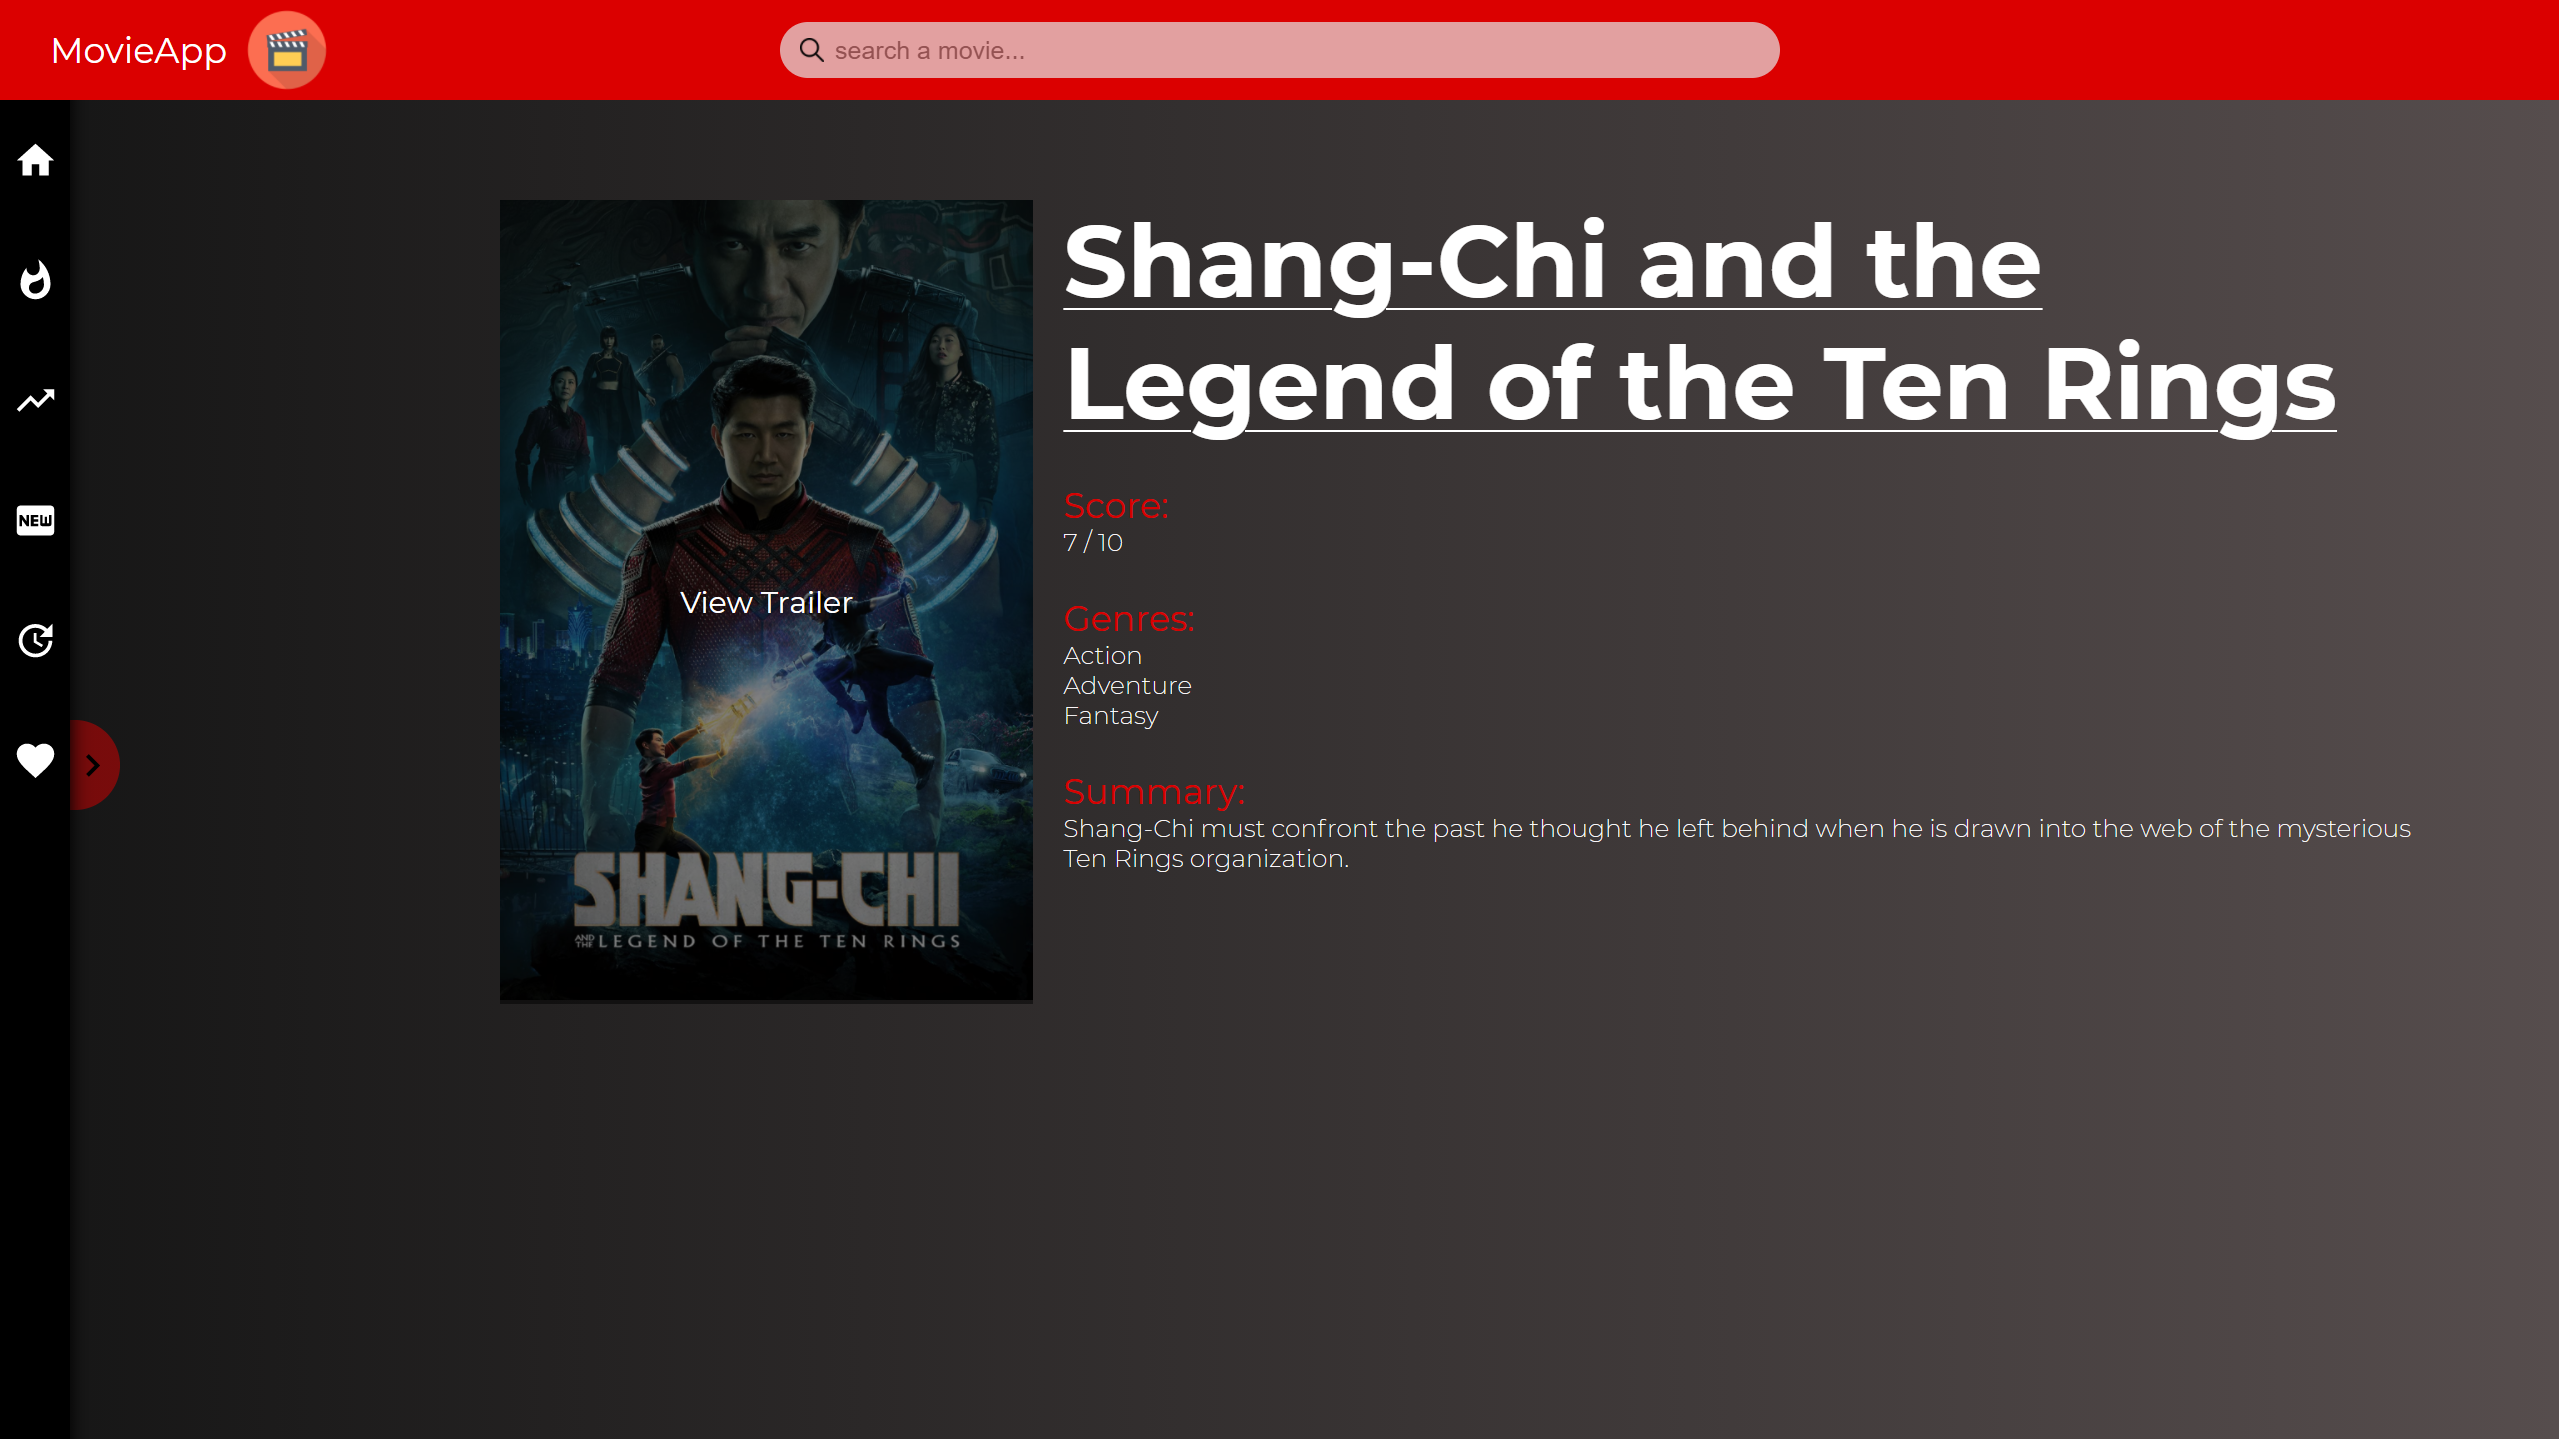 MovieApp
search a movie...
NEW
Shang-Chi and the
Legend of the Ten Rings
Score:
7 / 10
Genres:
Action
Adventure
Fantasy
Summary:
Shang-Chi must confront the past he thought he left behind when he is drawn into the web of the mysterious
Ten Rings organization.
View Trailer
SHANG-CHI
AND THE LEGEND OF THE TEN RINGS